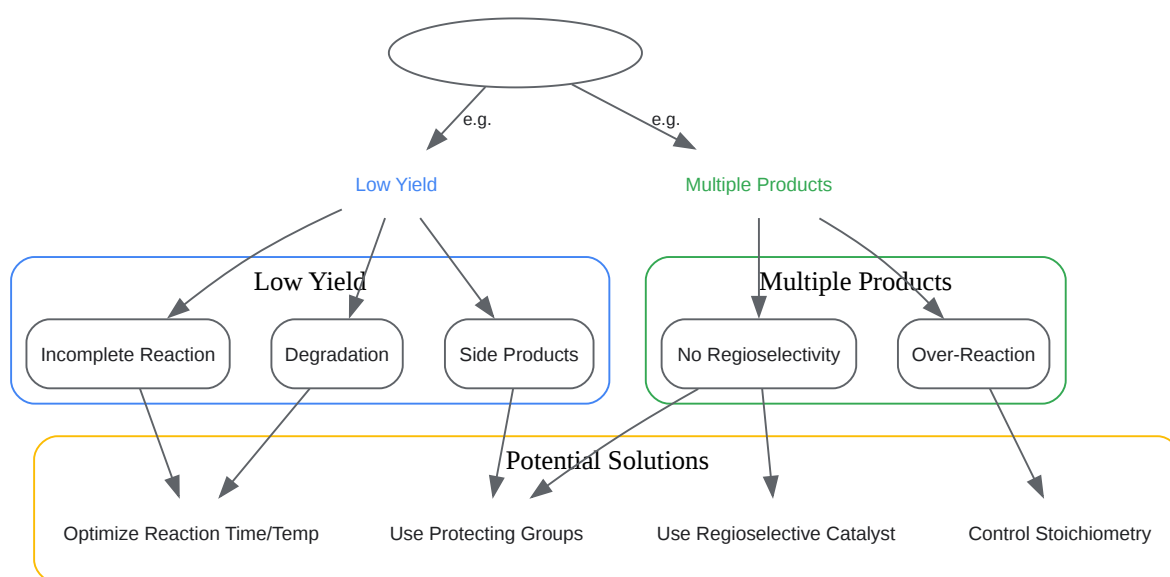 e.g.
e.g.
Low Yield
Multiple Products
Low Yield
Multiple Products
Incomplete Reaction
Degradation
Side Products
No Regioselectivity
Over-Reaction
Potential Solutions
Optimize Reaction Time/Temp
Use Protecting Groups
Use Regioselective Catalyst
Control Stoichiometry